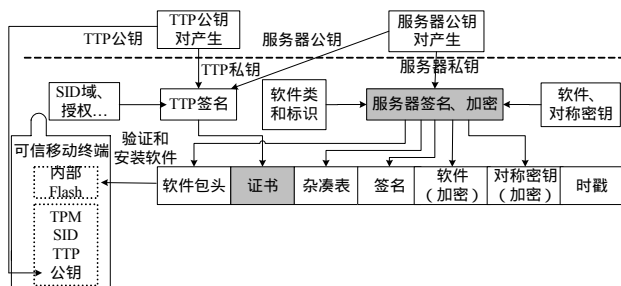 TTP公钥
对产生
服务器公钥
对产生
TTP公钥
服务器公钥
TTP私钥
服务器私钥
SID域、
授权…
TTP签名
软件类
和标识
服务器签名、加密
软件、
对称密钥
可信移动终端
验证和
安装软件
内部
Flash
软件包头
证书
杂凑表
签名
软件
（加密）
对称密钥
（加密）
时戳
TPM
SID
TTP
公钥